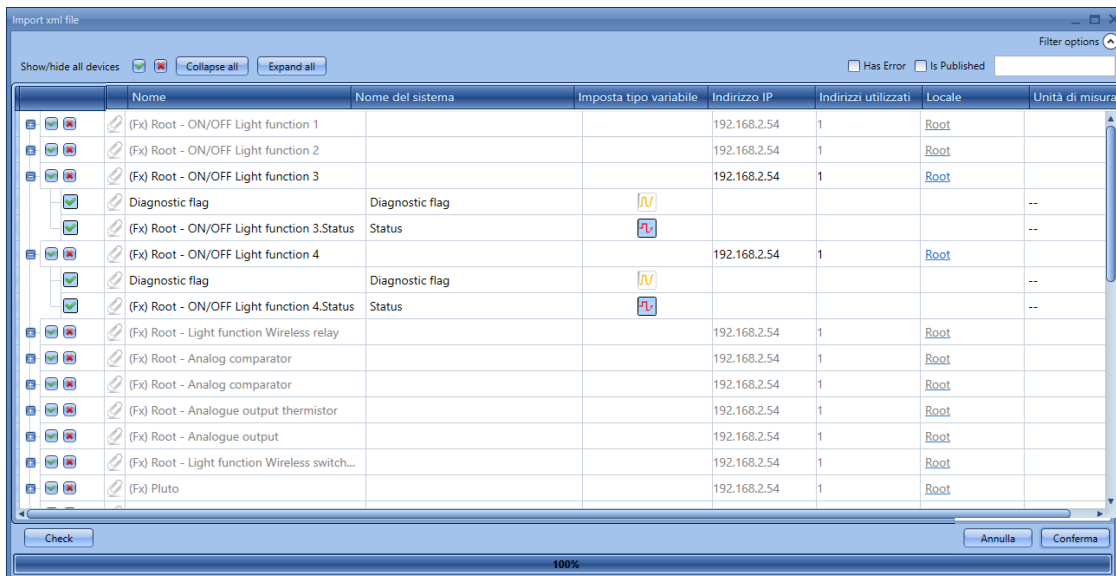 Import xml file
Filter options
Show/hide all devices Collapse all Expand all Has Error Is Published
Nome Nome del sistema Imposta tipo variabile Indirizzo IP Indirizzi utilizzati Locale Unità di misura
(Fx) Root - ON/OFF Light function 1 192.168.2.54 1 Root
(Fx) Root - ON/OFF Light function 2 192.168.2.54 1 Root
(Fx) Root - ON/OFF Light function 3 192.168.2.54 1 Root
Diagnostic flag Diagnostic flag --
(Fx) Root - ON/OFF Light function 3.Status Status --
(Fx) Root - ON/OFF Light function 4 192.168.2.54 1 Root
Diagnostic flag Diagnostic flag --
(Fx) Root - ON/OFF Light function 4.Status Status --
(Fx) Root - Light function Wireless relay 192.168.2.54 1 Root
(Fx) Root - Analog comparator 192.168.2.54 1 Root
(Fx) Root - Analog comparator 192.168.2.54 1 Root
(Fx) Root - Analogue output thermistor 192.168.2.54 1 Root
(Fx) Root - Analogue output 192.168.2.54 1 Root
(Fx) Root - Light function Wireless switch... 192.168.2.54 1 Root
(Fx) Pluto 192.168.2.54 1 Root
Check Annulla Conferma
100%